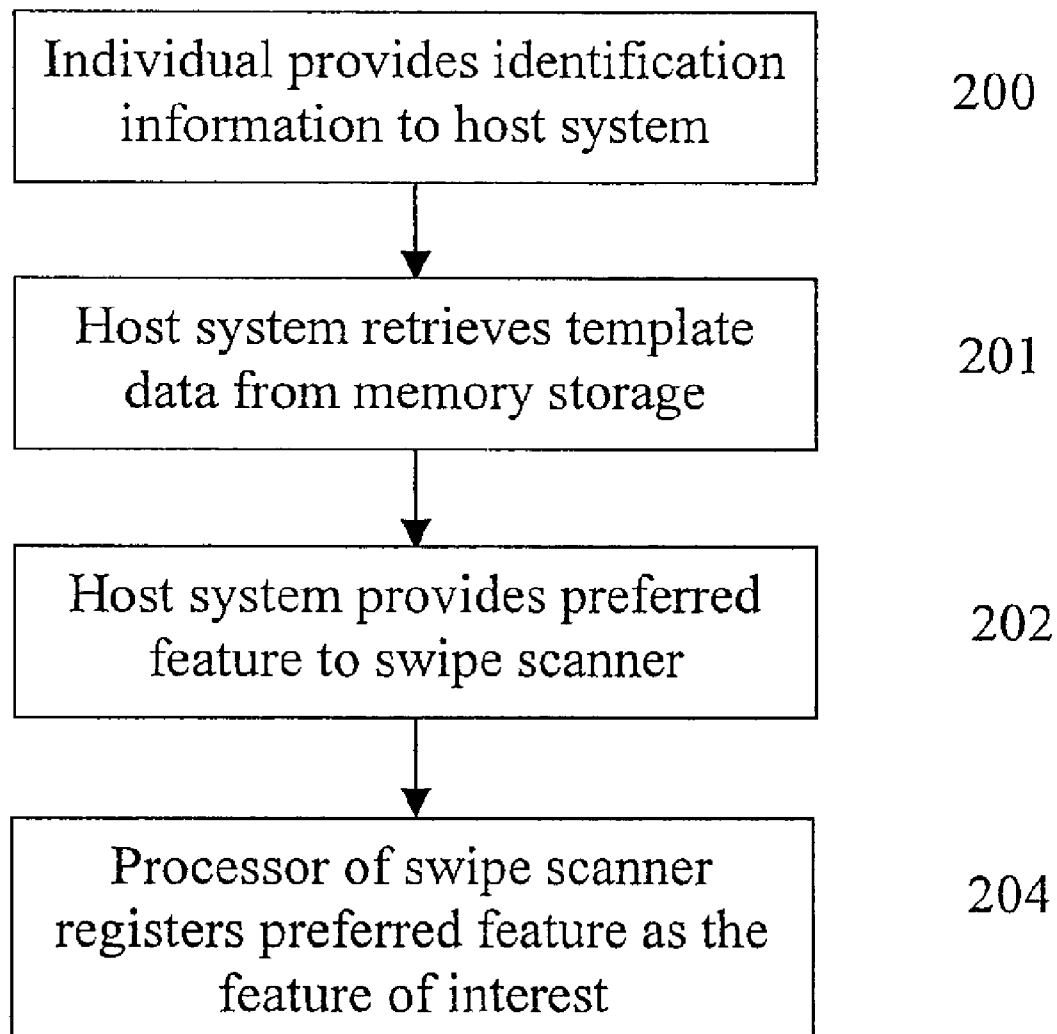 Individual provides identification
information to host system
200
Host system retrieves template
data from memory storage
201
Host system provides preferred
feature to swipe scanner
202
Processor of swipe scanner
registers preferred feature as the
feature of interest
204